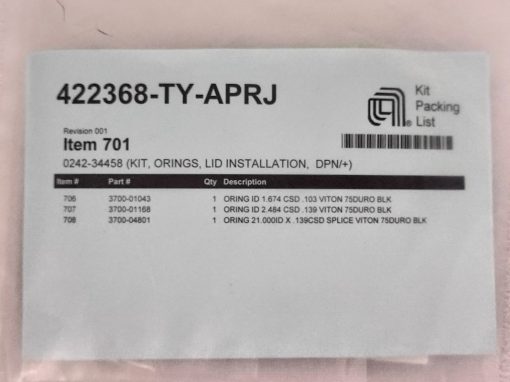 422368-TY-APRJ
Kit
Packing
List
Revision 001
Item 701
0242-34458 (KIT, ORINGS, LID INSTALLATION, DPN/+)
Item # Part # Qty Description
706 3700-01043 1 ORING ID 1.674 CSD .103 VITON 75DURO BLK
707 3700-01168 1 ORING ID 2.484 CSD .139 VITON 75DURO BLK
708 3700-04801 1 ORING 21.000ID X .139CSD SPLICE VITON 75DURO BLK